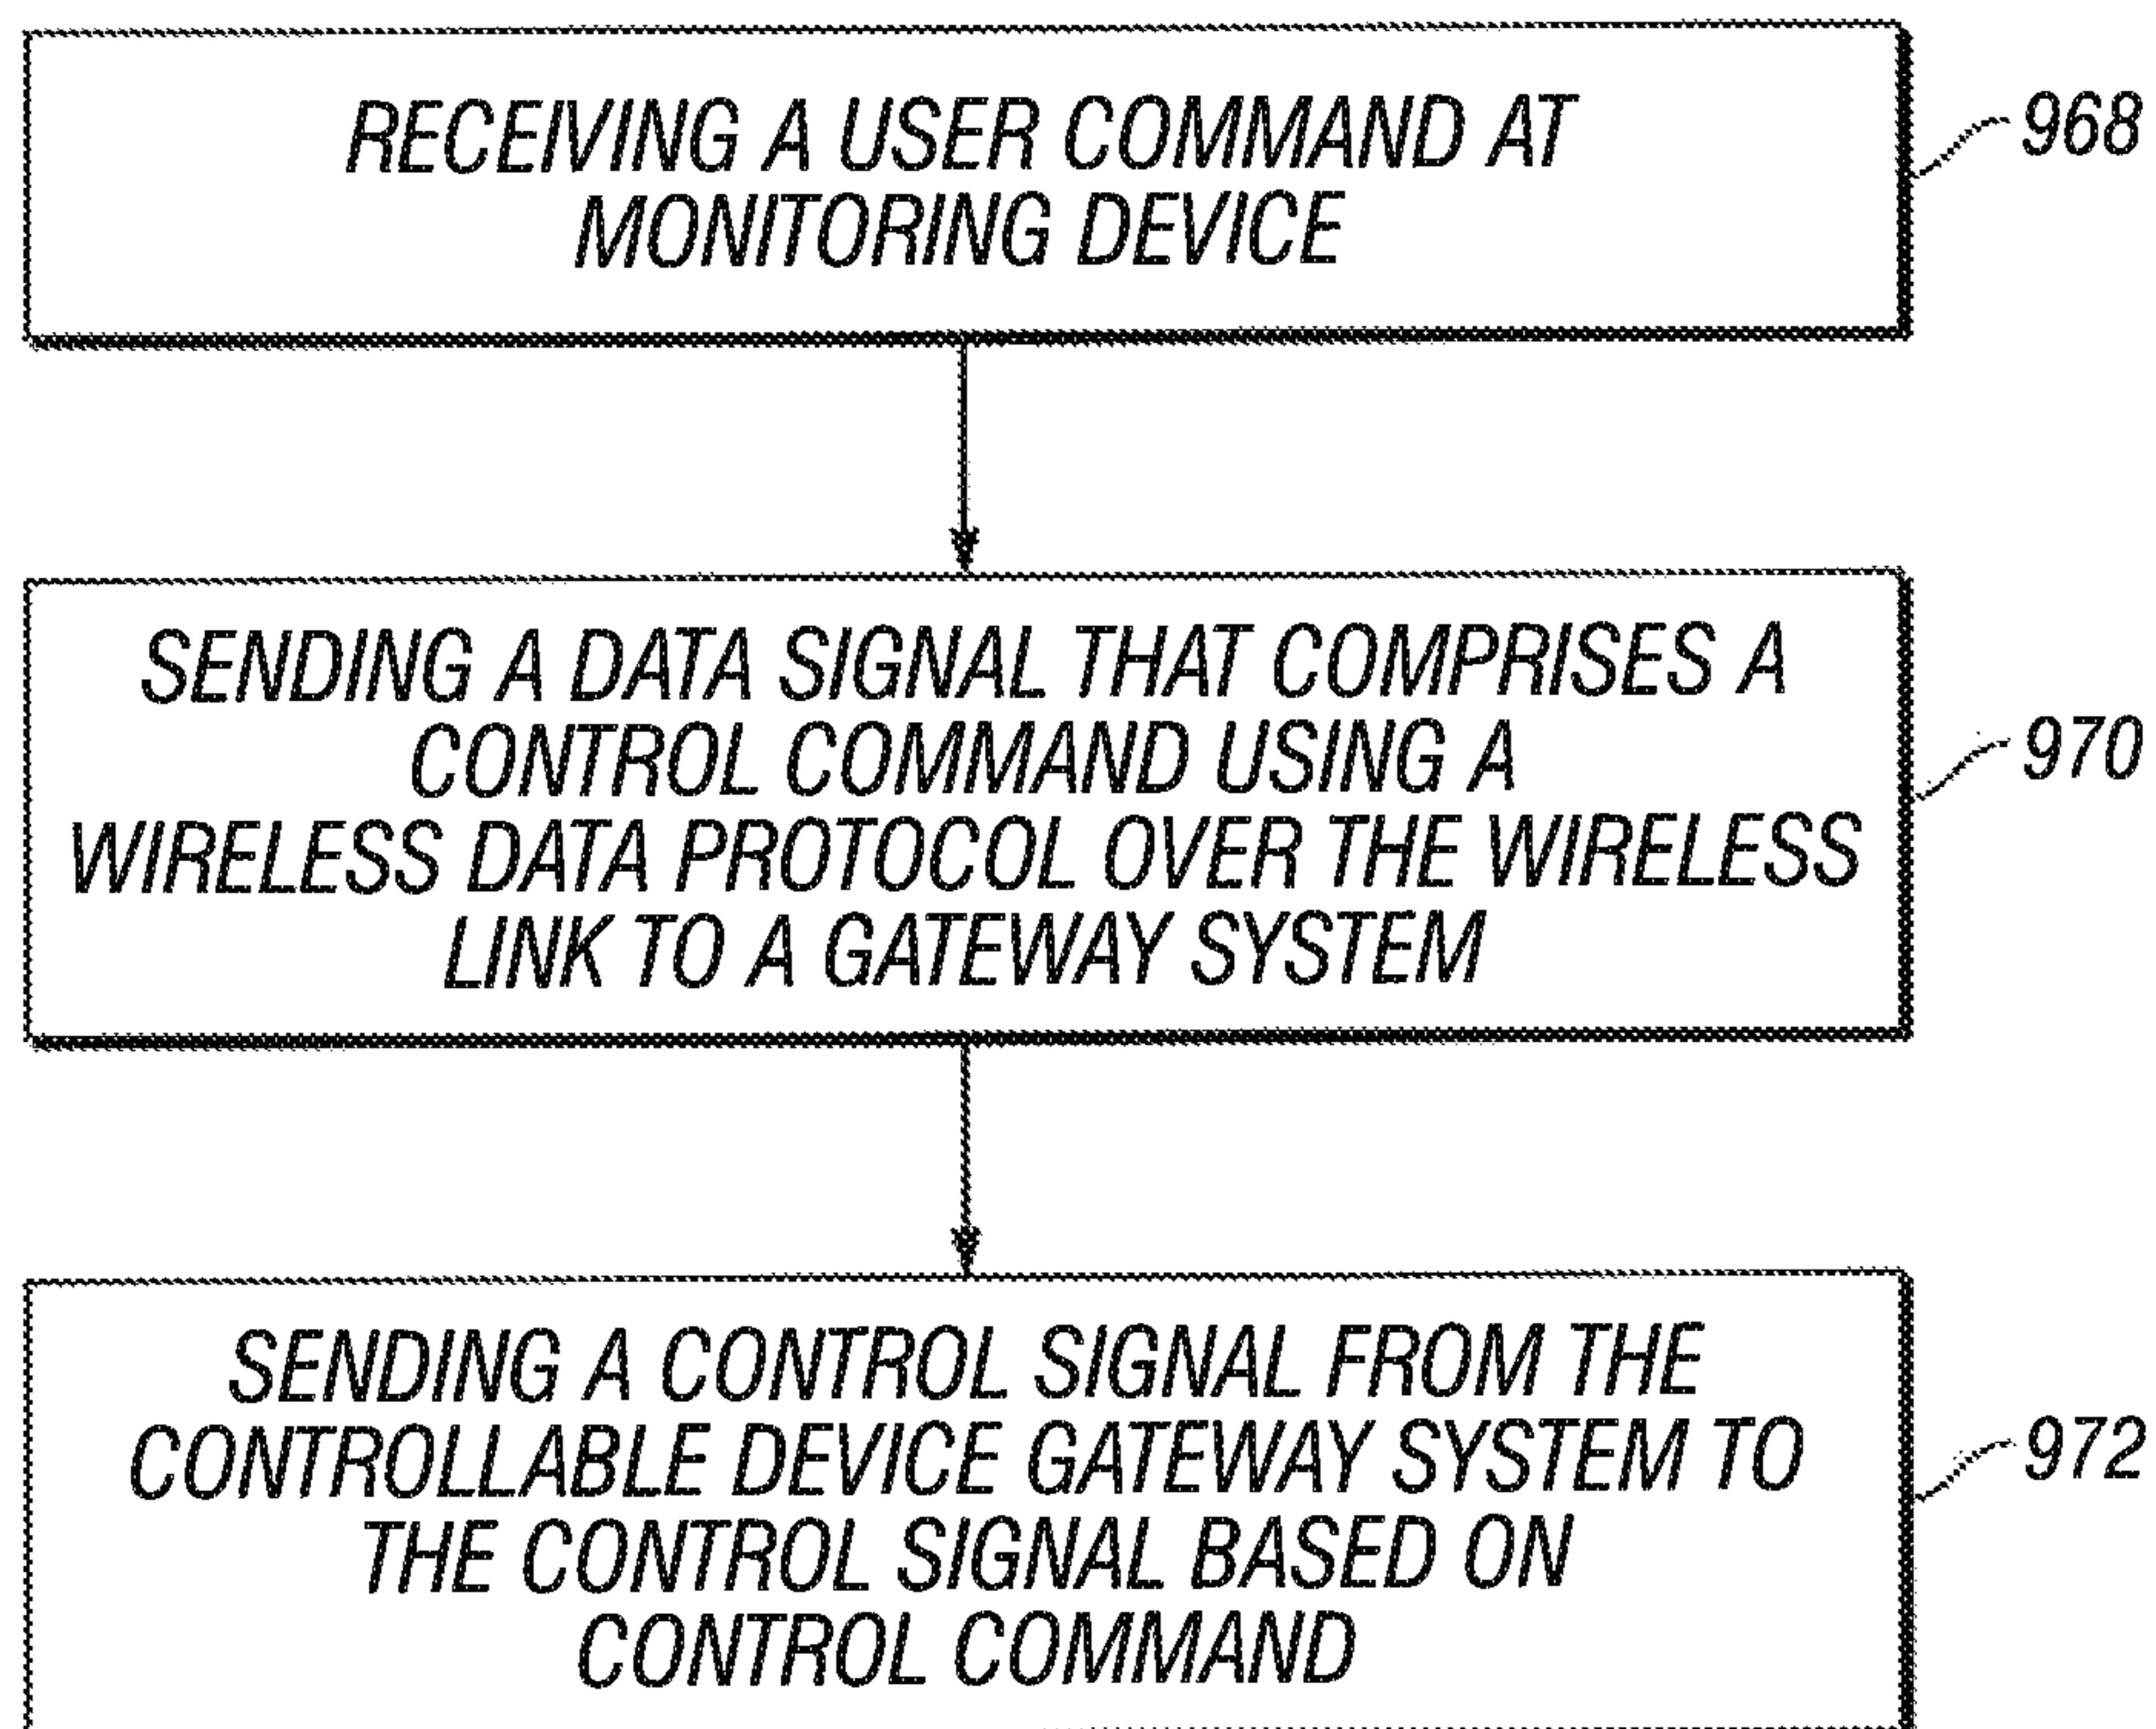 RECEIVING A USER COMMAND AT
MONITORING DEVICE
968
SENDING A DATA SIGNAL THAT COMPRISES A
CONTROL COMMAND USING A
WIRELESS DATA PROTOCOL OVER THE WIRELESS
LINK TO A GATEWAY SYSTEM
970
SENDING A CONTROL SIGNAL FROM THE
CONTROLLABLE DEVICE GATEWAY SYSTEM TO
THE CONTROL SIGNAL BASED ON
CONTROL COMMAND
972